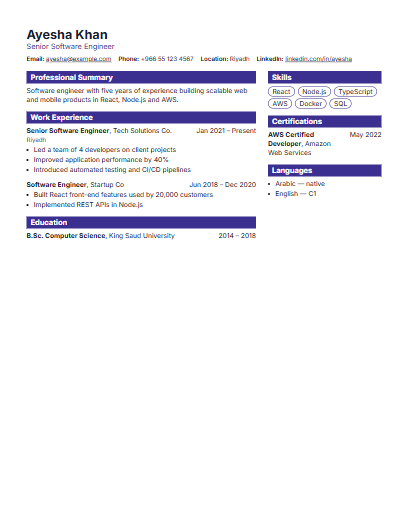 Ayesha Khan
Senior Software Engineer
Email: ayesha@example.com Phone: +966 55 123 4567 Location: Riyadh LinkedIn: linkedin.com/in/ayesha
Professional Summary
Software engineer with five years of experience building scalable web
and mobile products in React, Node.js and AWS.
Work Experience
Senior Software Engineer, Tech Solutions Co. Jan 2021 – Present
Riyadh
• Led a team of 4 developers on client projects
• Improved application performance by 40%
• Introduced automated testing and CI/CD pipelines
Software Engineer, Startup Co Jun 2018 – Dec 2020
• Built React front-end features used by 20,000 customers
• Implemented REST APIs in Node.js
Education
B.Sc. Computer Science, King Saud University 2014 – 2018
Skills
React Node.js TypeScript
AWS Docker SQL
Certifications
AWS Certified May 2022
Developer, Amazon
Web Services
Languages
• Arabic — native
• English — C1